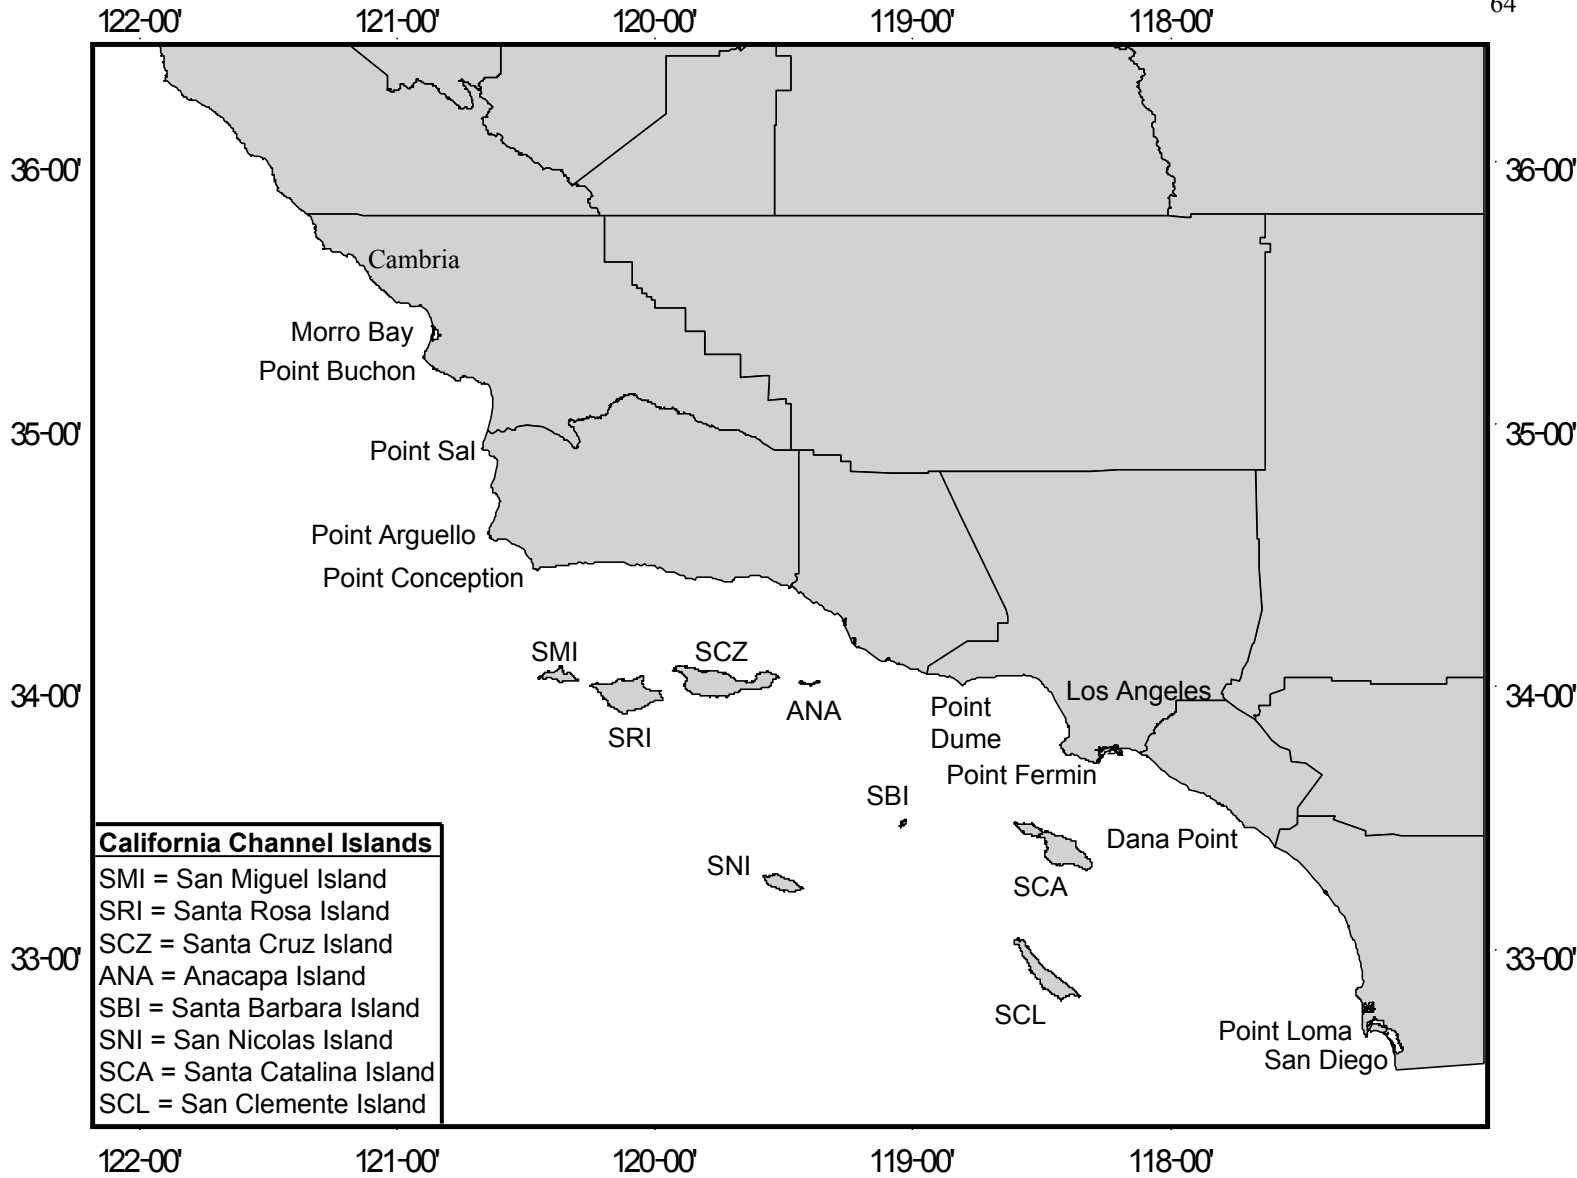 64
122-00' 121-00' 120-00' 119-00' 118-00'
36-00' 36-00'
Cambria
Morro Bay
Point Buchon
35-00' 35-00'
Point Sal
Point Arguello
Point Conception
SMI SCZ
34-00' Los Angeles 34-00'
ANA Point
SRI Dume
Point Fermin
SBI
California Channel Islands
Dana Point
SNI
SCA
SMI = San Miguel Island
SRI = Santa Rosa Island
SCZ = Santa Cruz Island
33-00' 33-00'
ANA = Anacapa Island
SBI = Santa Barbara Island
SCL
SNI = San Nicolas Island
Point Loma
San Diego
SCA = Santa Catalina Island
SCL = San Clemente Island
122-00' 121-00' 120-00' 119-00' 118-00'